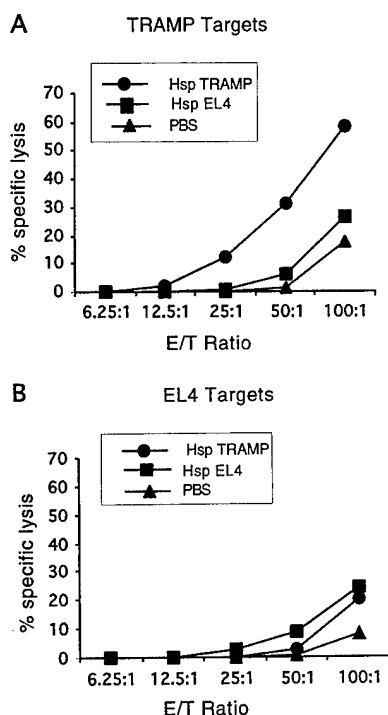 A
TRAMP Targets
Hsp TRAMP
Hsp EL4
PBS
% specific lysis
70
60
50
40
30
20
10
0
6.25:1 12.5:1 25:1 50:1 100:1
E/T Ratio
B
EL4 Targets
Hsp TRAMP
Hsp EL4
PBS
% specific lysis
70
60
50
40
30
20
10
0
6.25:1 12.5:1 25:1 50:1 100:1
E/T Ratio